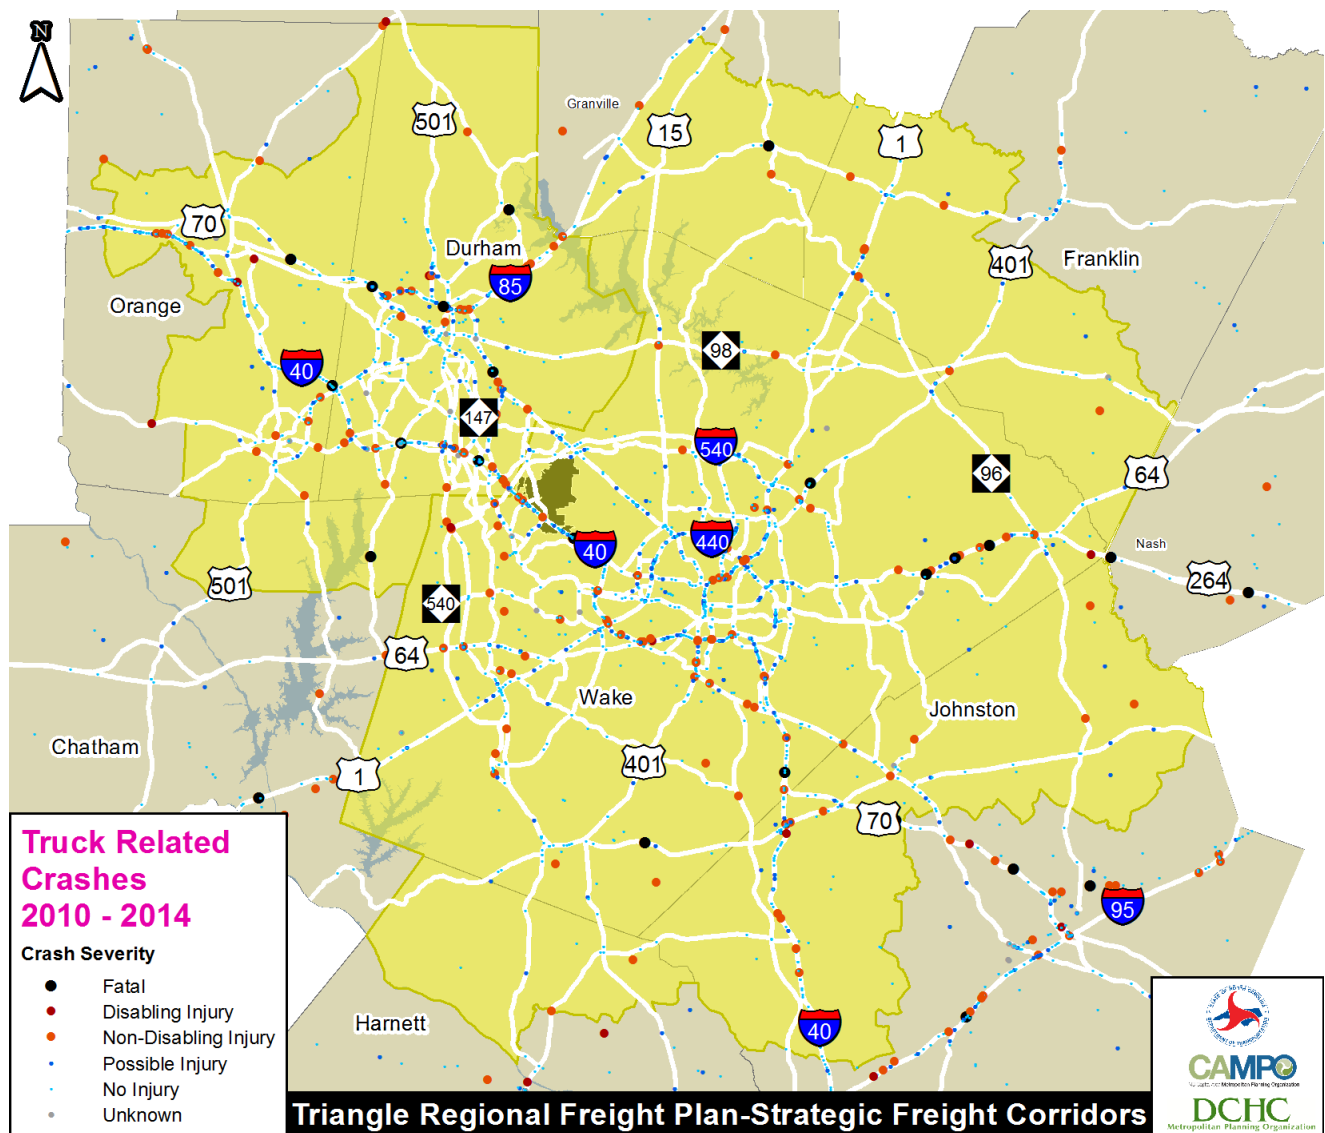 N
Granville
501
15
1
70
Durham
401
Franklin
85
Orange
98
40
147
540
96
64
440
40
Nash
501
264
540
64
Wake
Johnston
Chatham
401
1
70
95
Harnett
40
Truck Related
Crashes
2010 - 2014
Crash Severity
Fatal
Disabling Injury
Non-Disabling Injury
Possible Injury
No Injury
Unknown
Triangle Regional Freight Plan-Strategic Freight Corridors
CAMPO
DCHC
Metropolitan Planning Organization